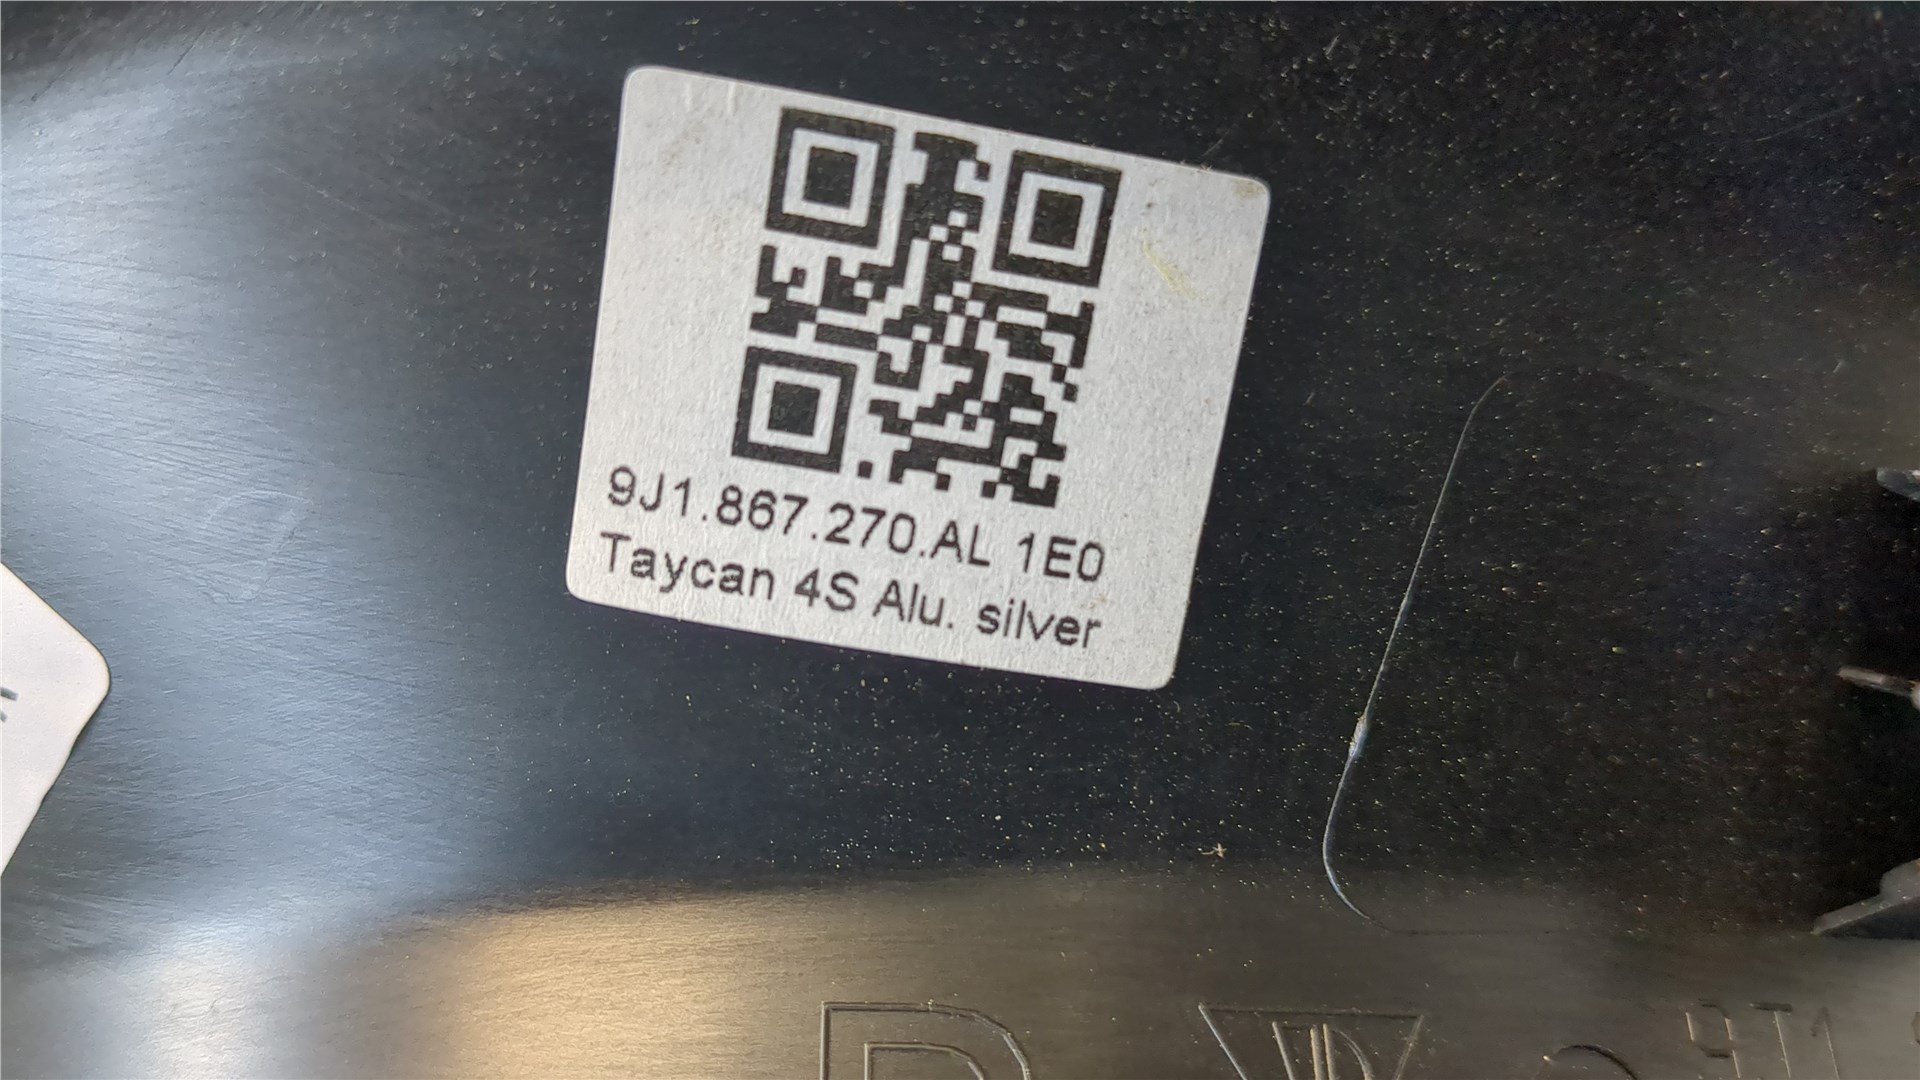 9J1.867.270.AL 1E0
Taycan 4S Alu. silver